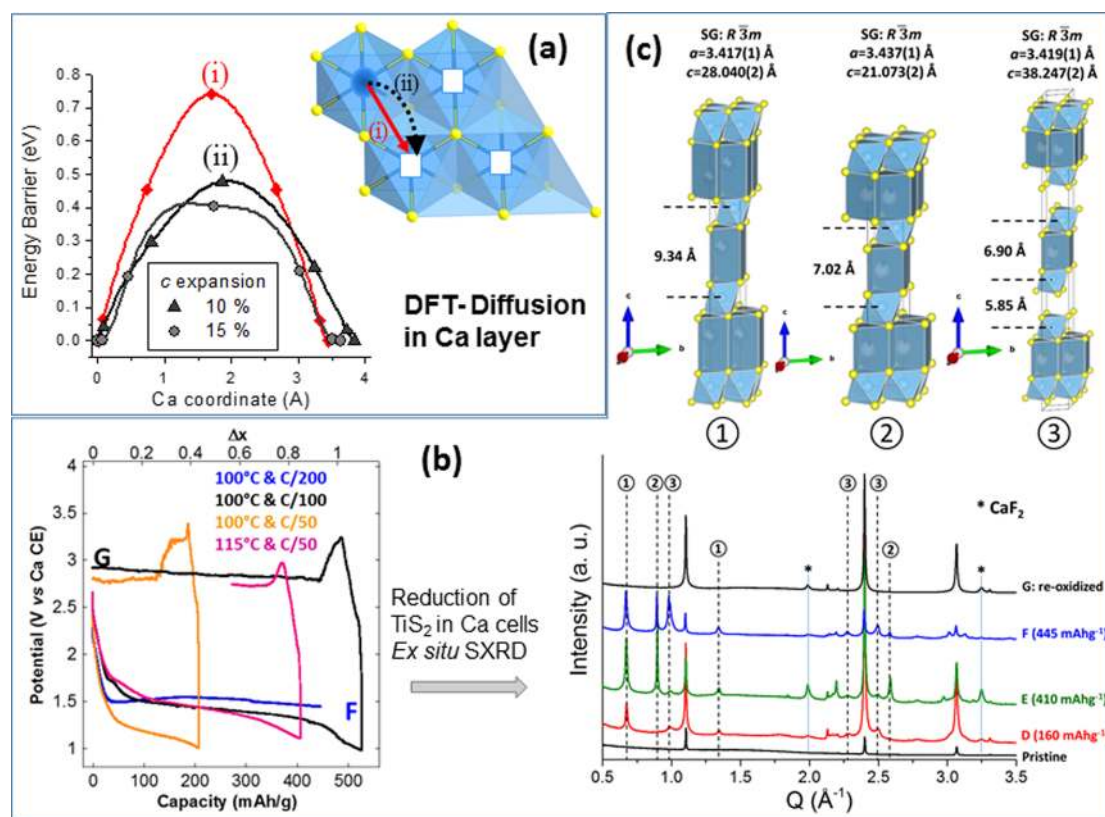 (a)
(i)
(ii)
(i)
(ii)
0.8
0.7
0.6
0.5
0.4
0.3
0.2
0.1
0.0
Energy Barrier (eV)
c expansion
10 %
15 %
0
1
2
3
4
Ca coordinate (A)
DFT-Diffusion
in Ca layer
(c)
SG: R 3̅ m
a=3.417(1) Å
c=28.040(2) Å
SG: R 3̅ m
a=3.437(1) Å
c=21.073(2) Å
SG: R 3̅ m
a=3.419(1) Å
c=38.247(2) Å
9.34 Å
7.02 Å
6.90 Å
5.85 Å
c
b
c
b
c
b
①
②
③
(b)
Δx
0
0.2
0.4
0.6
0.8
1
100°C & C/200
100°C & C/100
100°C & C/50
115°C & C/50
4
3.5
3
2.5
2
1.5
1
Potential (V vs Ca CE)
G
F
0
100
200
300
400
500
Capacity (mAh/g)
Reduction of
TiS₂ in Ca cells
Ex situ SXRD
① ② ③
③ ③
* CaF₂
①
②
*
*
G: re-oxidized
F (445 mAhg⁻¹)
E (410 mAhg⁻¹)
D (160 mAhg⁻¹
Pristine
Intensity (a. u.)
0.5
1.0
1.5
2.0
2.5
3.0
3.5
Q (Å⁻¹)